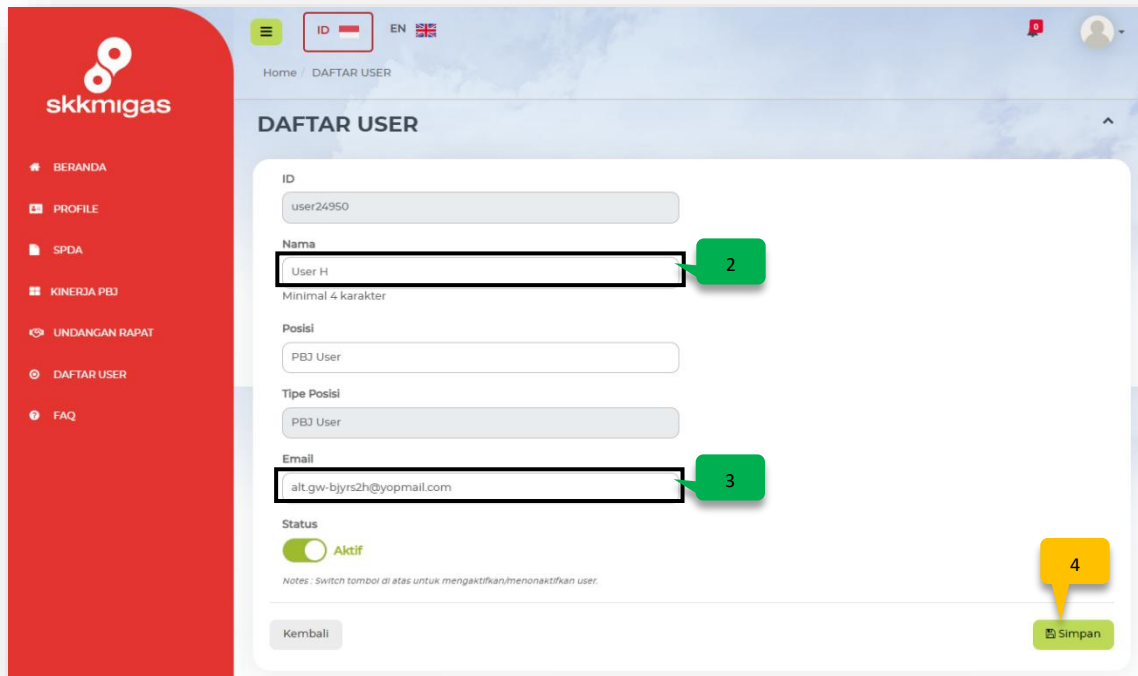 skkmigas
BERANDA
PROFILE
SPDA
KINERJA PBJ
UNDANGAN RAPAT
DAFTAR USER
FAQ
ID
EN
0
Home / DAFTAR USER
DAFTAR USER
ID
user24950
Nama
User H
2
Minimal 4 karakter
Posisi
PBJ User
Tipe Posisi
PBJ User
Email
alt.gw-bjyrs2h@yopmail.com
3
Status
Aktif
Notes : Switch tombol di atas untuk mengaktifkan/menonaktifkan user.
4
Kembali
Simpan